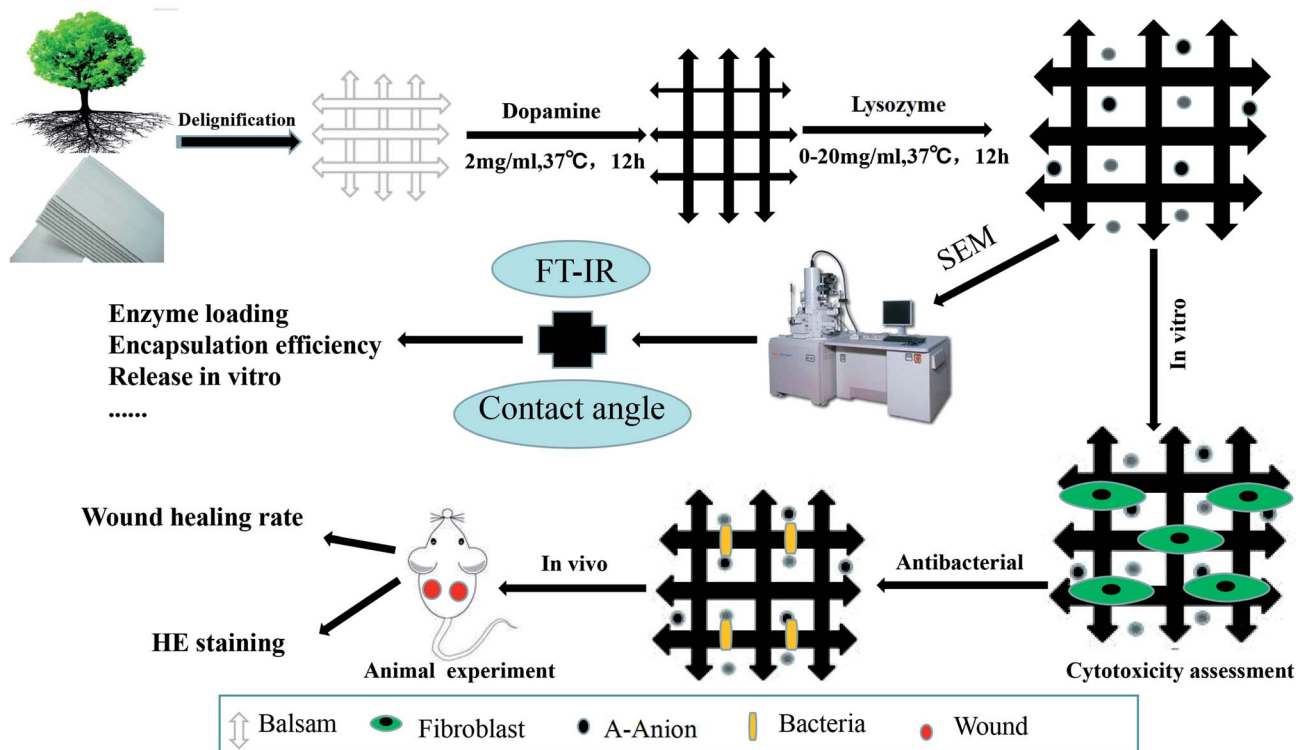 Delignification
Dopamine
2mg/ml,37℃, 12h
Lysozyme
0-20mg/ml,37℃, 12h
SEM
In vitro
FT-IR
Contact angle
Enzyme loading
Encapsulation efficiency
Release in vitro
......
Cytotoxicity assessment
Antibacterial
In vivo
Animal experiment
Wound healing rate
HE staining
Balsam
Fibroblast
A-Anion
Bacteria
Wound